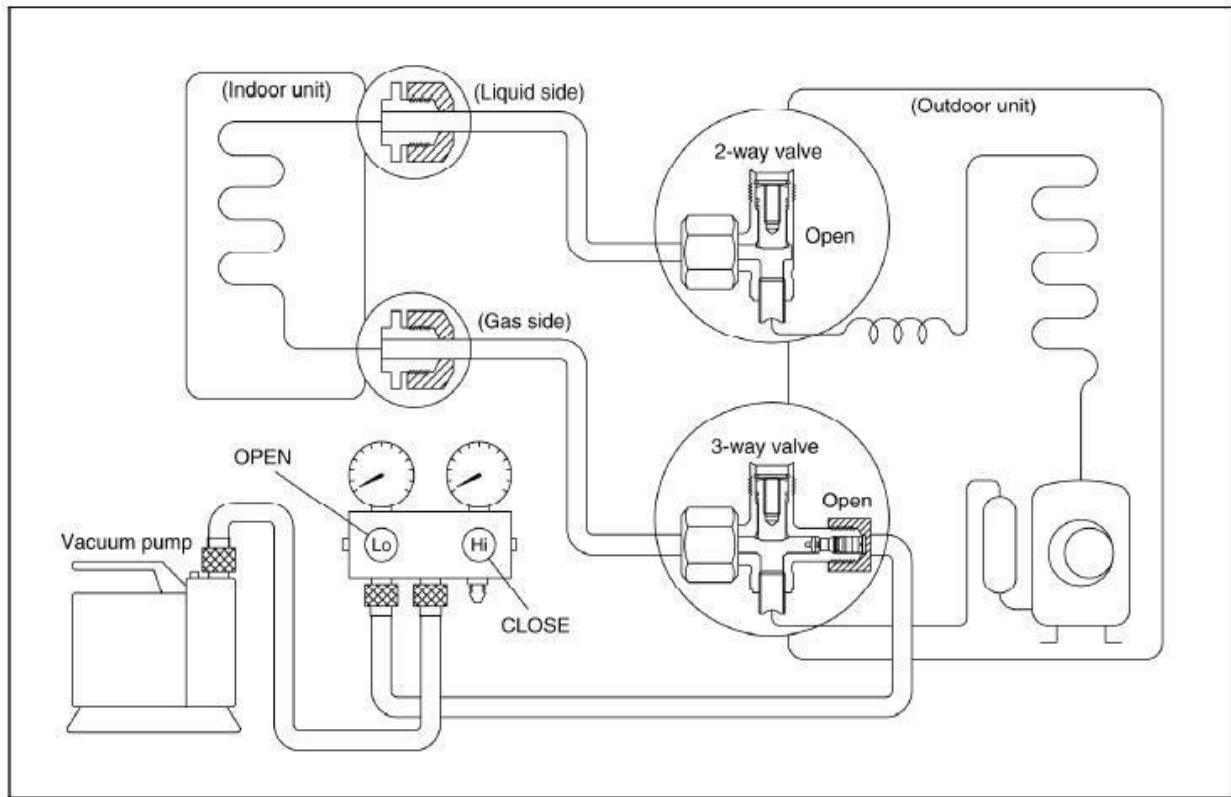 (Indoor unit)
(Liquid side)
(Outdoor unit)
2-way valve
Open
(Gas side)
3-way valve
Open
OPEN
Vacuum pump
Lo
Hi
CLOSE